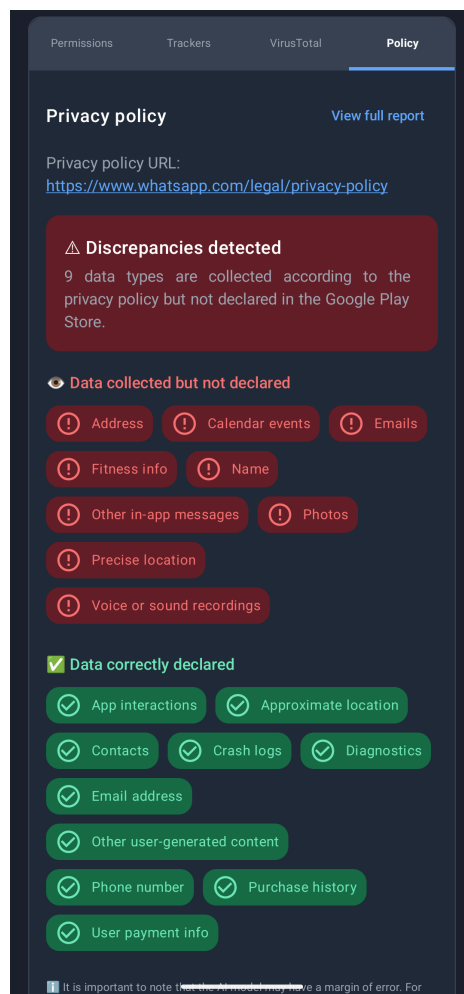 Permissions Trackers VirusTotal Policy
Privacy policy View full report
Privacy policy URL:
https://www.whatsapp.com/legal/privacy-policy
⚠ Discrepancies detected
9 data types are collected according to the
privacy policy but not declared in the Google Play
Store.
👁️ Data collected but not declared
Address Calendar events Emails
Fitness info Name
Other in-app messages Photos
Precise location
Voice or sound recordings
✅ Data correctly declared
App interactions Approximate location
Contacts Crash logs Diagnostics
Email address
Other user-generated content
Phone number Purchase history
User payment info
ℹ️ It is important to note that the AI model may have a margin of error. For